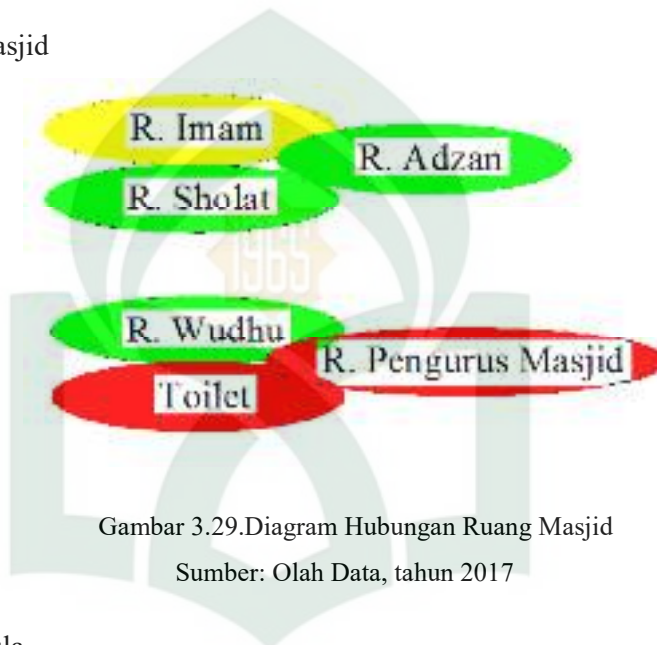 asjid
R. Imam
R. Adzan
R. Sholat
1965
R. Wudhu
R. Pengurus Masjid
Toilet
Gambar 3.29.Diagram Hubungan Ruang Masjid
Sumber: Olah Data, tahun 2017